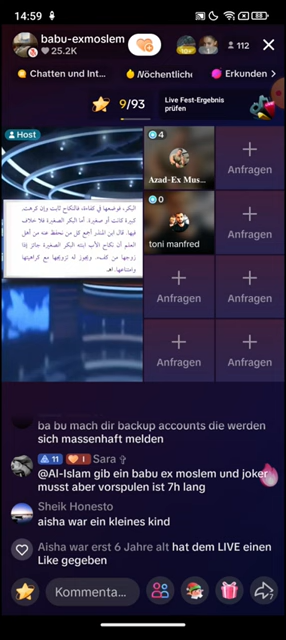 14:59
babu-exmoslem
25.2K
112
Chatten und Int...
Wöchentliche
Erkunden
9/93
Live Fest-Ergebnis
prüfen
Host
البكر، فوضعها في كفاءة، فالنكاح ثابت وإن كرهت.
كبيرة كانت أو صغيرة. أما البكر الصغيرة فلا خلاف
فيها. قال ابن المنذر أجمع كل من نحفظ عنه من أهل
العلم أن نكاح الأب ابنته البكر الصغيرة جائز إذا
زوجها من كفء. ويجوز له تزويجها مع كراهيتها
وامتناعها. اهـ
4
Azad-Ex Mus...
Anfragen
0
toni manfred
Anfragen
Anfragen
Anfragen
Anfragen
Anfragen
ba bu mach dir backup accounts die werden
sich massenhaft melden
11 I Sara ✞
@Al-Islam gib ein babu ex moslem und joker
musst aber vorspulen ist 7h lang
Sheik Honesto
aisha war ein kleines kind
Aisha war erst 6 Jahre alt hat dem LIVE einen
Like gegeben
Kommenta...